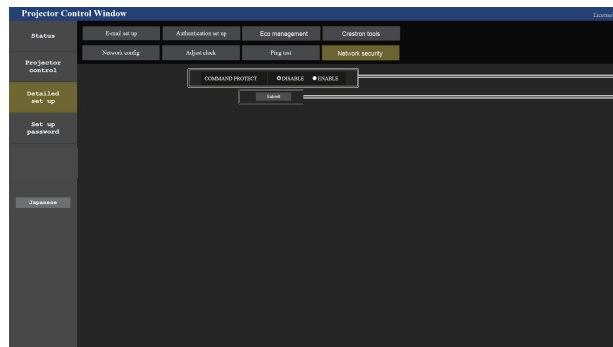 Projector Control Window
License
Status
Projector
control
Detailed
set up
Set up
password
Japanese
E-mail set up
Authentication set up
Eco management
Crestron tools
Network config
Adjust clock
Ping test
Network security
COMMAND PROTECT DISABLE ENABLE
Submit